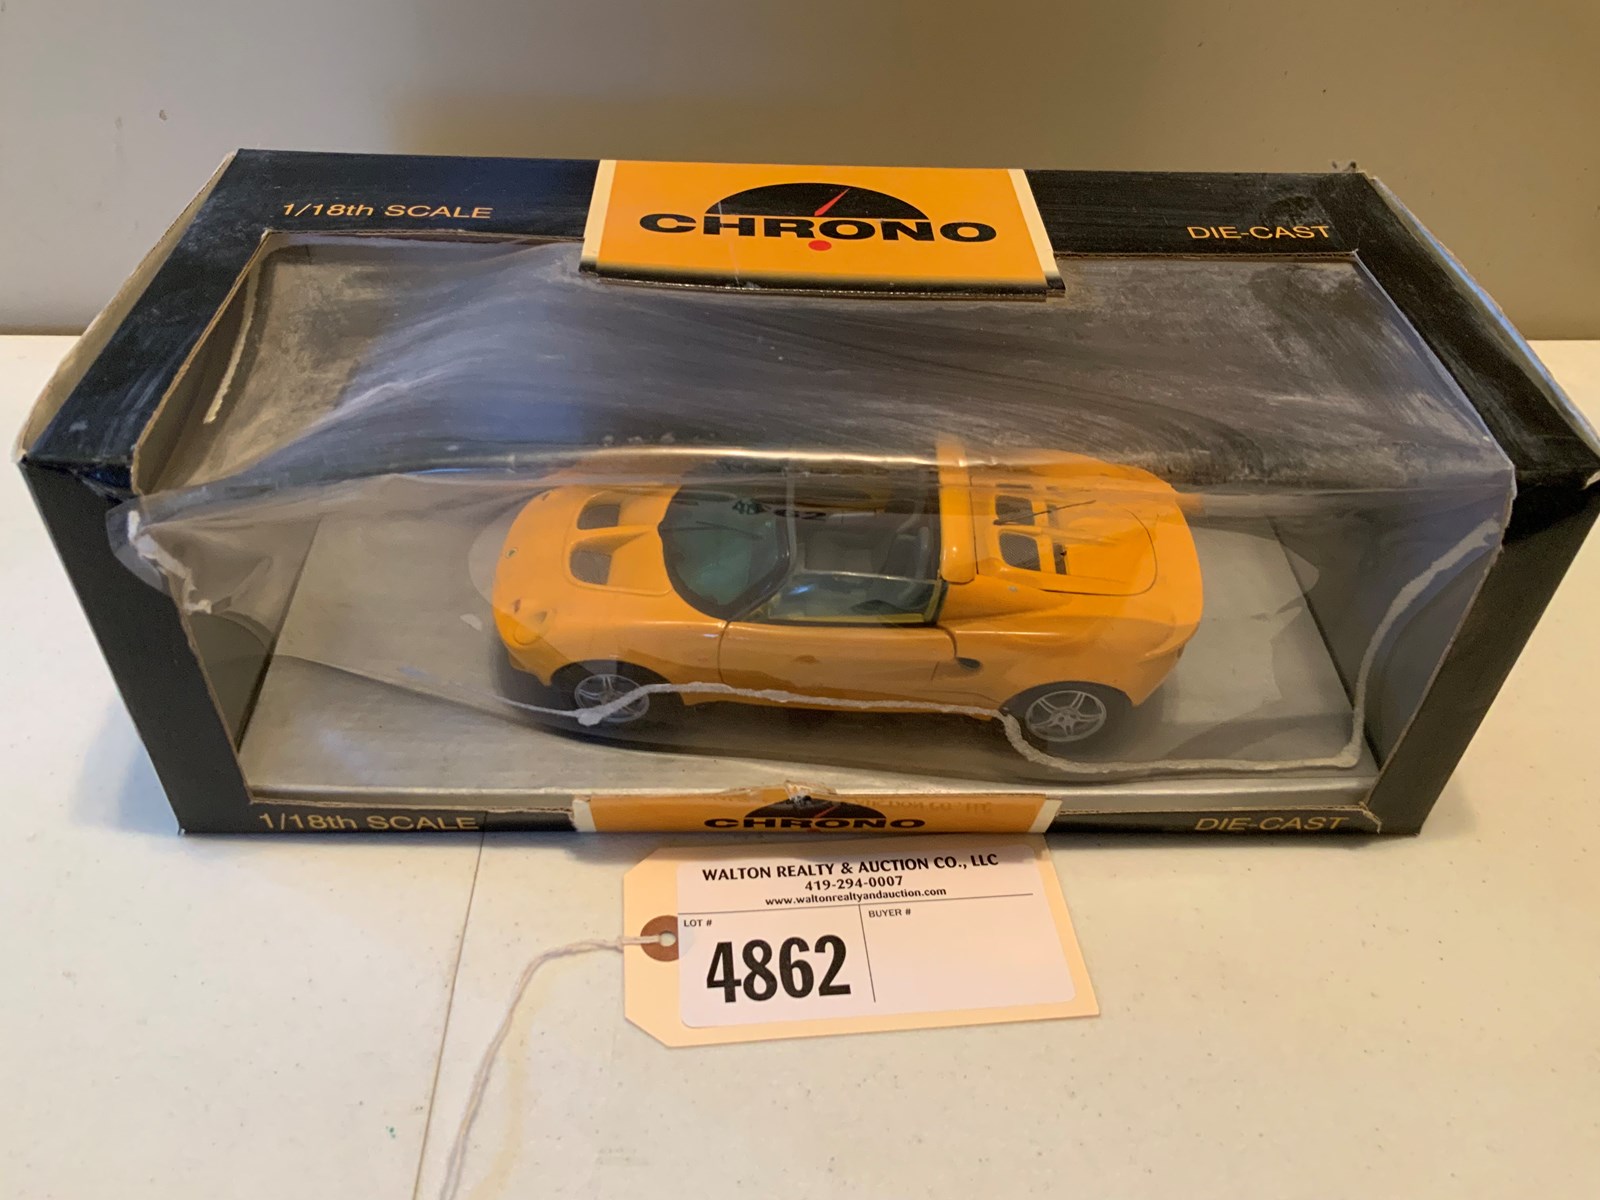 1/18th SCALE
CHRONO
DIE-CAST
1/18th SCALE
CHRONO
DIE-CAST
WALTON REALTY & AUCTION CO., LLC
419-294-0007
www.waltonrealtyandauction.com
LOT #
BUYER #
4862